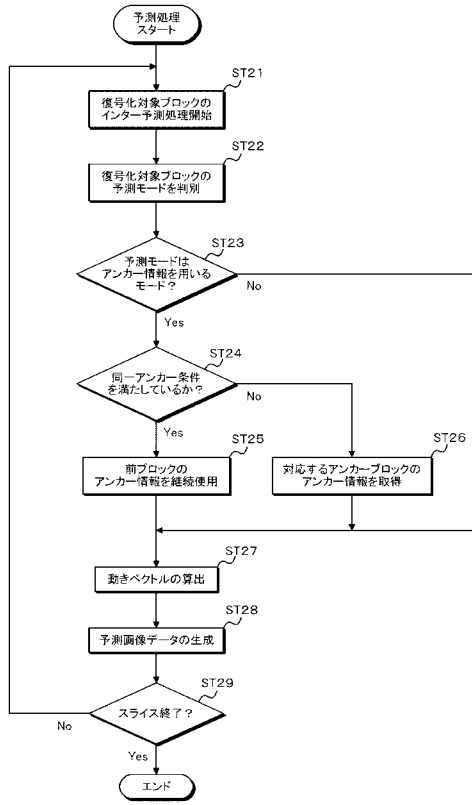 予測処理
スタート
ST21
復号化対象ブロックの
インター予測処理開始
ST22
復号化対象ブロックの
予測モードを判別
ST23
予測モードは
アンカー情報を用いる
モード？
No
Yes
ST24
同一アンカー条件
を満たしているか？
No
Yes
ST25
前ブロックの
アンカー情報を継続使用
ST26
対応するアンカーブロックの
アンカー情報を取得
ST27
動きベクトルの算出
ST28
予測画像データの生成
ST29
スライス終了？
No
Yes
エンド